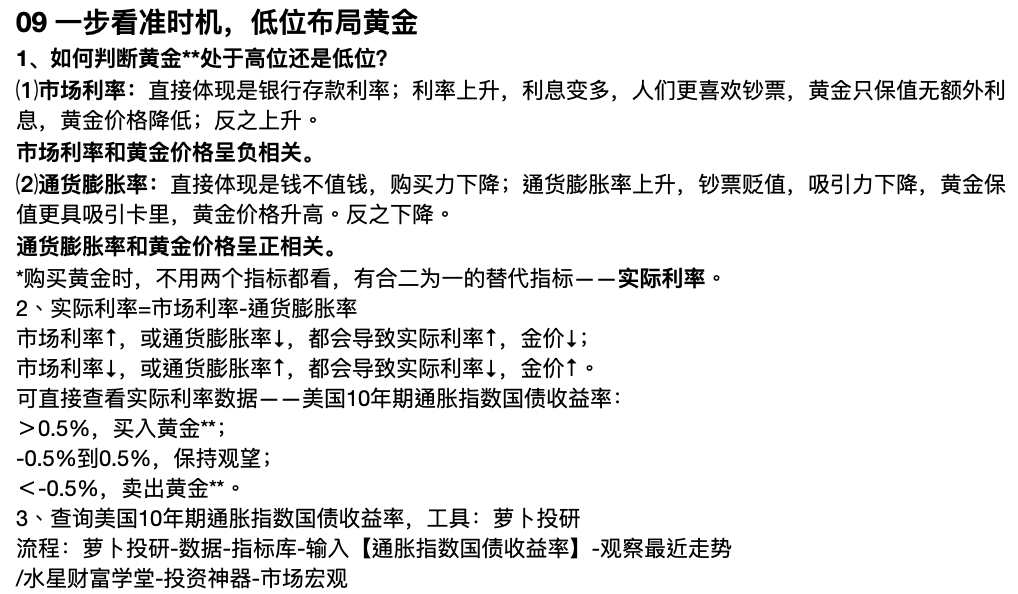 09 一步看准时机，低位布局黄金
1、如何判断黄金**处于高位还是低位？
⑴市场利率：直接体现是银行存款利率；利率上升，利息变多，人们更喜欢钞票，黄金只保值无额外利
息，黄金价格降低；反之上升。
市场利率和黄金价格呈负相关。
⑵通货膨胀率：直接体现是钱不值钱，购买力下降；通货膨胀率上升，钞票贬值，吸引力下降，黄金保
值更具吸引卡里，黄金价格升高。反之下降。
通货膨胀率和黄金价格呈正相关。
*购买黄金时，不用两个指标都看，有合二为一的替代指标——实际利率。
2、实际利率=市场利率-通货膨胀率
市场利率↑，或通货膨胀率↓，都会导致实际利率↑，金价↓；
市场利率↓，或通货膨胀率↑，都会导致实际利率↓，金价↑。
可直接查看实际利率数据——美国10年期通胀指数国债收益率：
＞0.5%，买入黄金**；
-0.5%到0.5%，保持观望；
＜-0.5%，卖出黄金**。
3、查询美国10年期通胀指数国债收益率，工具：萝卜投研
流程：萝卜投研-数据-指标库-输入【通胀指数国债收益率】-观察最近走势
/水星财富学堂-投资神器-市场宏观